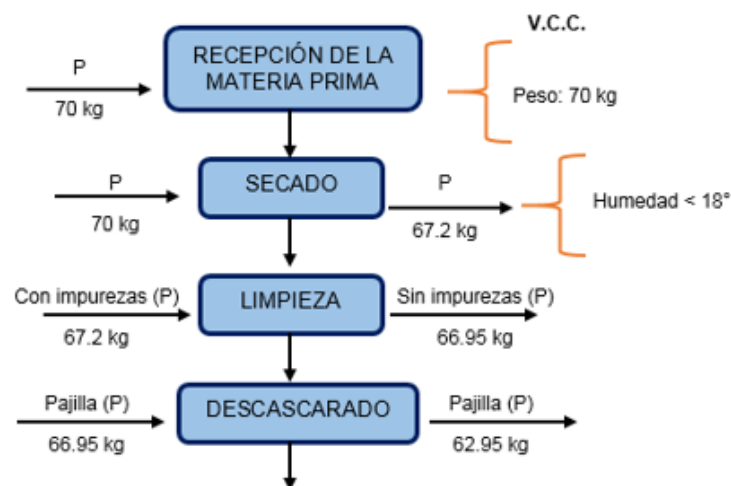 V.C.C.
P
70 kg
RECEPCIÓN DE LA
MATERIA PRIMA
Peso: 70 kg
P
70 kg
SECADO
P
67.2 kg
Humedad < 18°
Con impurezas (P)
67.2 kg
LIMPIEZA
Sin impurezas (P)
66.95 kg
Pajilla (P)
66.95 kg
DESCASCARADO
Pajilla (P)
62.95 kg